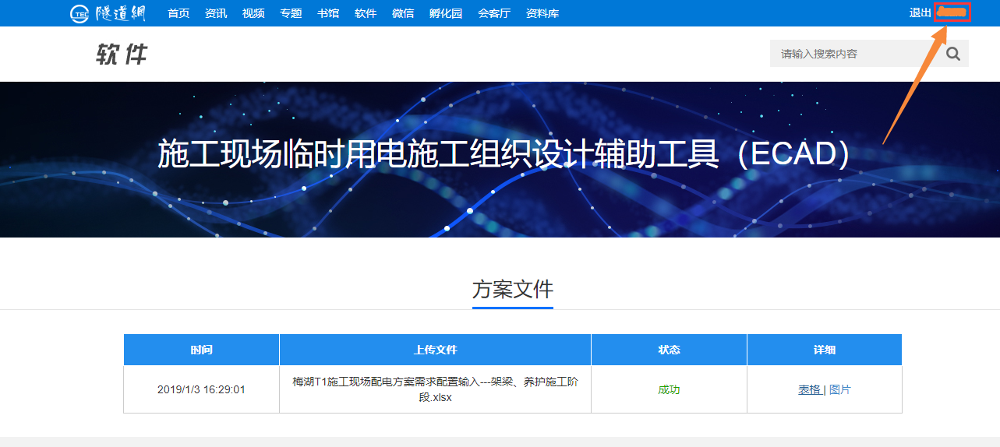 CTEC 隧道網 首页 资讯 视频 专题 书馆 软件 微信 孵化园 会客厅 资料库 退出
软件 请输入搜索内容
施工现场临时用电施工组织设计辅助工具（ECAD）
方案文件
时间 上传文件 状态 详细
2019/1/3 16:29:01 梅湖T1施工现场配电方案需求配置输入---架梁、养护施工阶 成功 表格 | 图片
段.xlsx